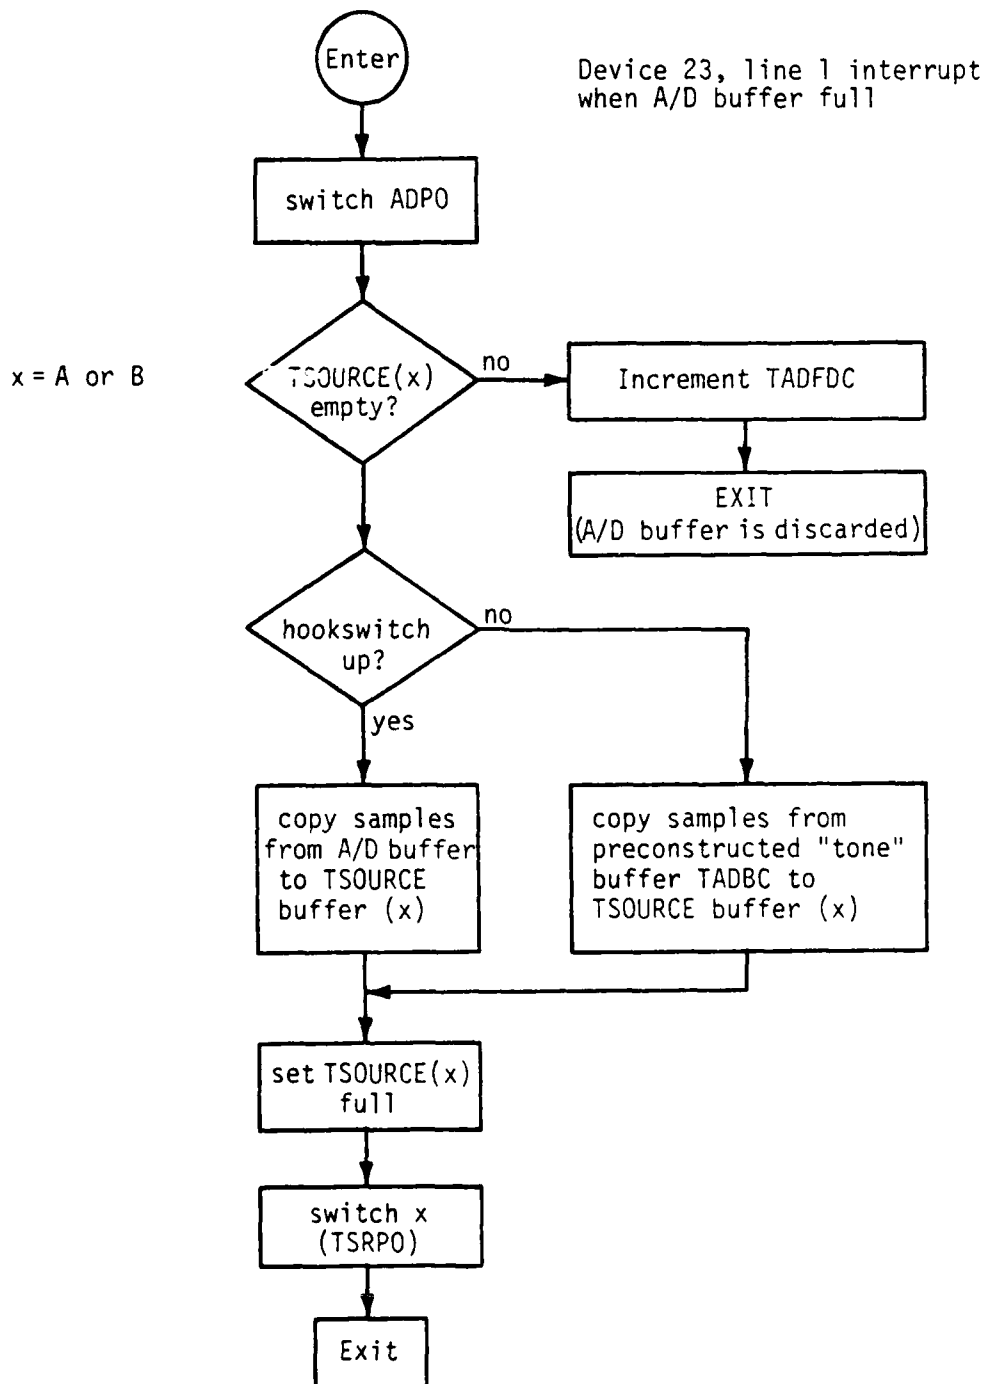 Enter
Device 23, line 1 interrupt
when A/D buffer full
switch ADPO
x = A or B
TSOURCE(x)
empty?
no
Increment TADFDC
EXIT
(A/D buffer is discarded)
hookswitch
up?
no
yes
copy samples
from A/D buffer
to TSOURCE
buffer (x)
copy samples from
preconstructed "tone"
buffer TADBC to
TSOURCE buffer (x)
set TSOURCE(x)
full
switch x
(TSRPO)
Exit